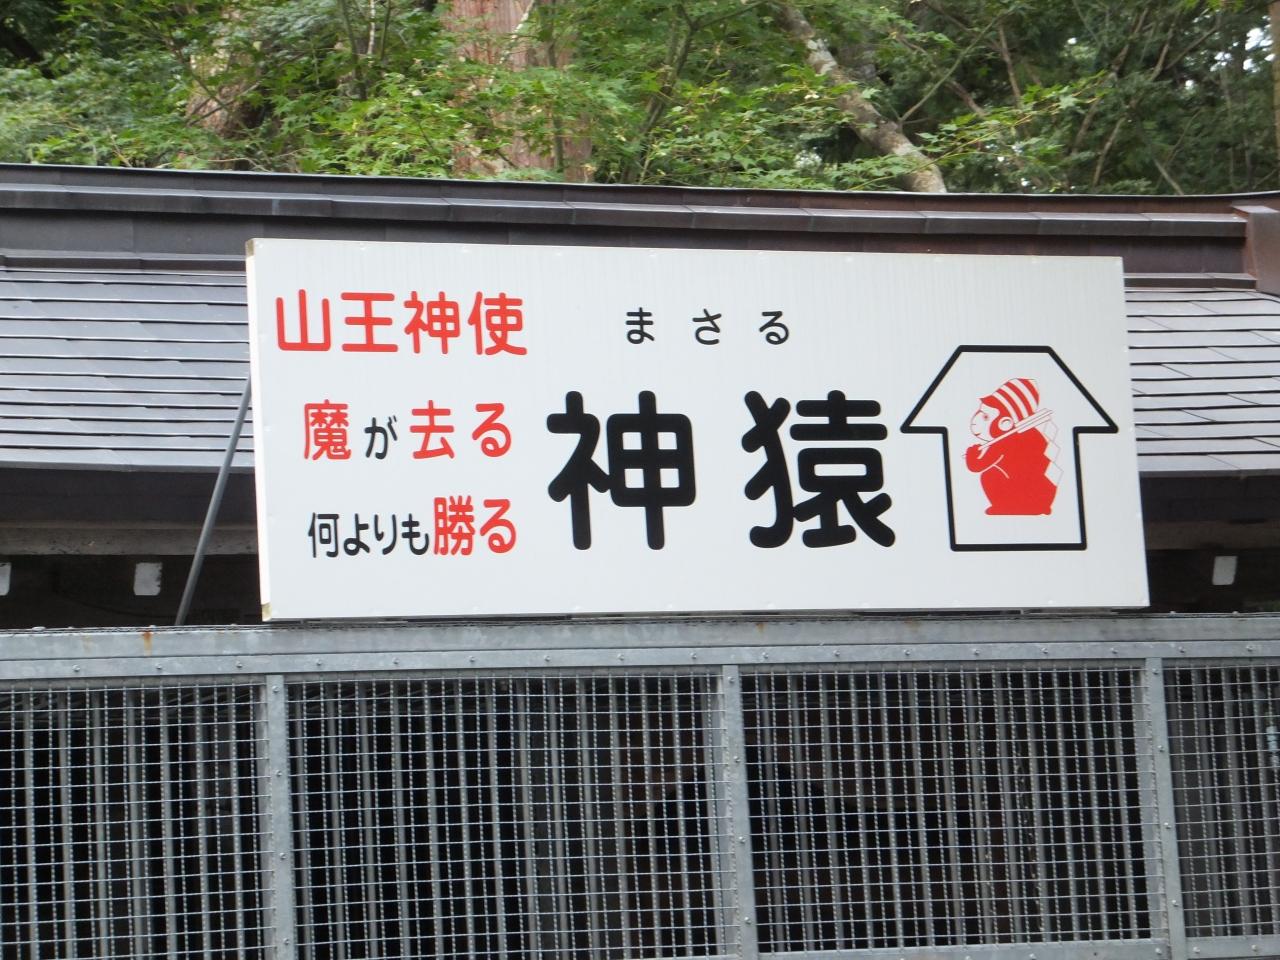 山王神使
魔が去る
何よりも勝る
まさる
神猿